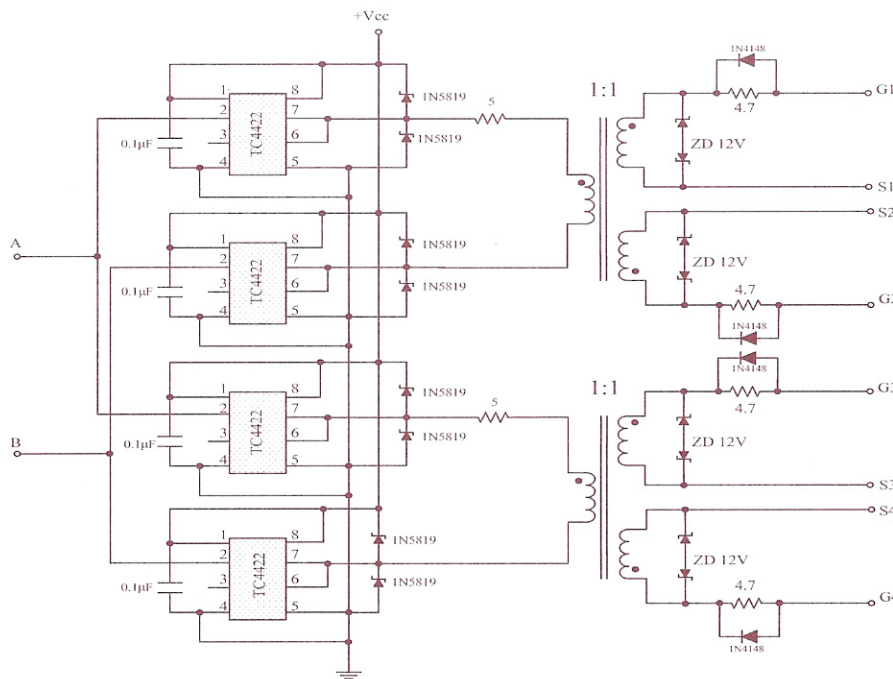 +Vcc
1N4148
1 8
2 7
3 6
4 5
TC4422
0.1μF
1N5819
1N5819
5
1:1
4.7
G1
ZD 12V
S1
A
1 8
2 7
3 6
4 5
TC4422
0.1μF
1N5819
1N5819
S2
ZD 12V
4.7
G2
1N4148
1N4148
1 8
2 7
3 6
4 5
TC4422
0.1μF
1N5819
1N5819
5
1:1
4.7
G3
ZD 12V
S3
B
1 8
2 7
3 6
4 5
TC4422
0.1μF
1N5819
1N5819
S4
ZD 12V
4.7
G4
1N4148